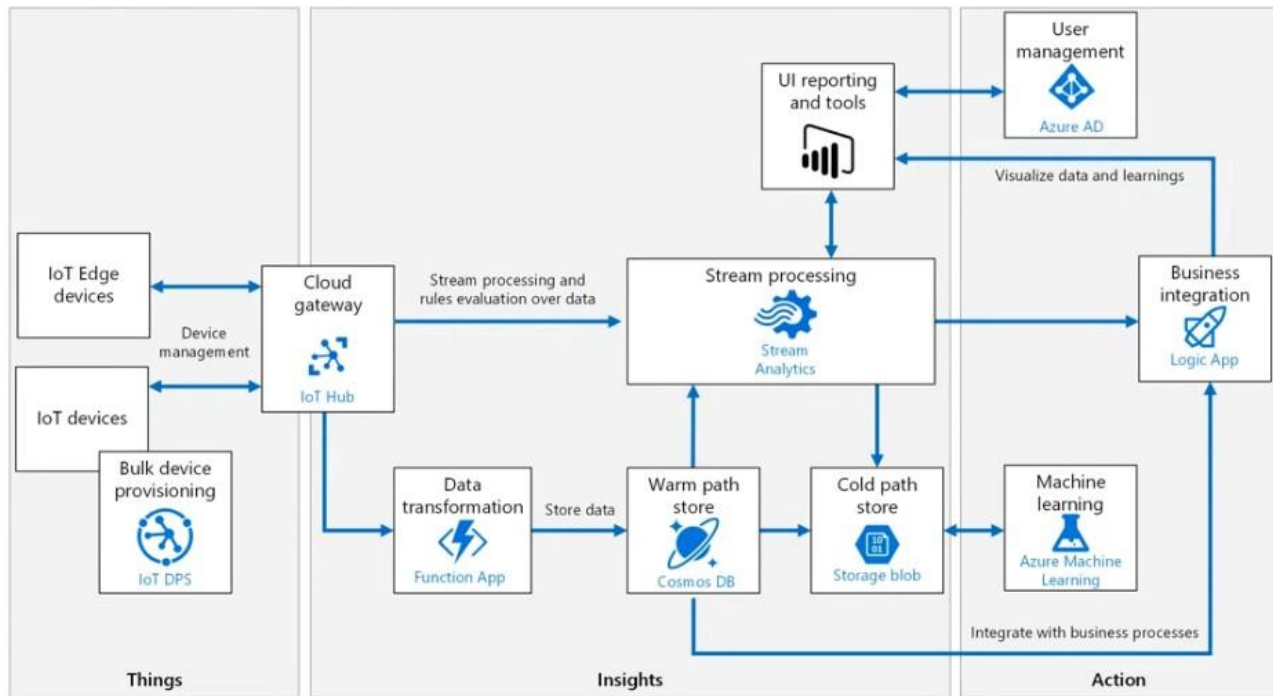 User
management
Azure AD
UI reporting
and tools
Visualize data and learnings
IoT Edge
devices
Device
management
IoT devices
Bulk device
provisioning
IoT DPS
Cloud
gateway
IoT Hub
Stream processing and
rules evaluation over data
Stream processing
Stream
Analytics
Business
integration
Logic App
Data
transformation
Function App
Store data
Warm path
store
Cosmos DB
Cold path
store
10
01
Storage blob
Machine
learning
Azure Machine
Learning
Integrate with business processes
Things
Insights
Action